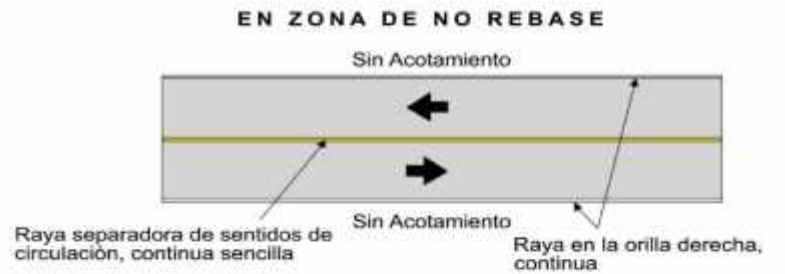 EN ZONA DE NO REBASE
Sin Acotamiento
Sin Acotamiento
Raya separadora de sentidos de
circulaciòn, continua sencilla
Raya en la orilla derecha,
continua